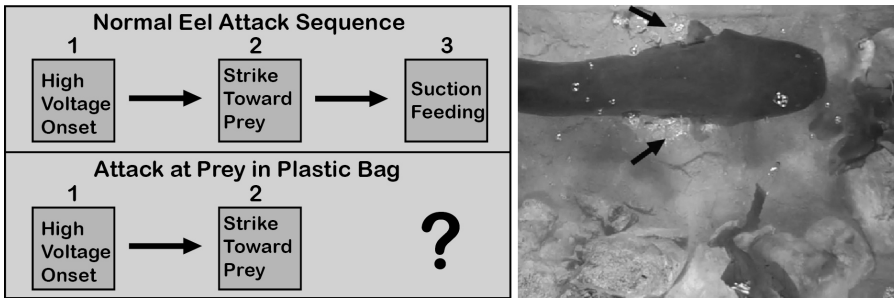 Normal Eel Attack Sequence
1 2 3
High Voltage Onset
Strike Toward Prey
Suction Feeding
Attack at Prey in Plastic Bag
1 2
High Voltage Onset
Strike Toward Prey
?